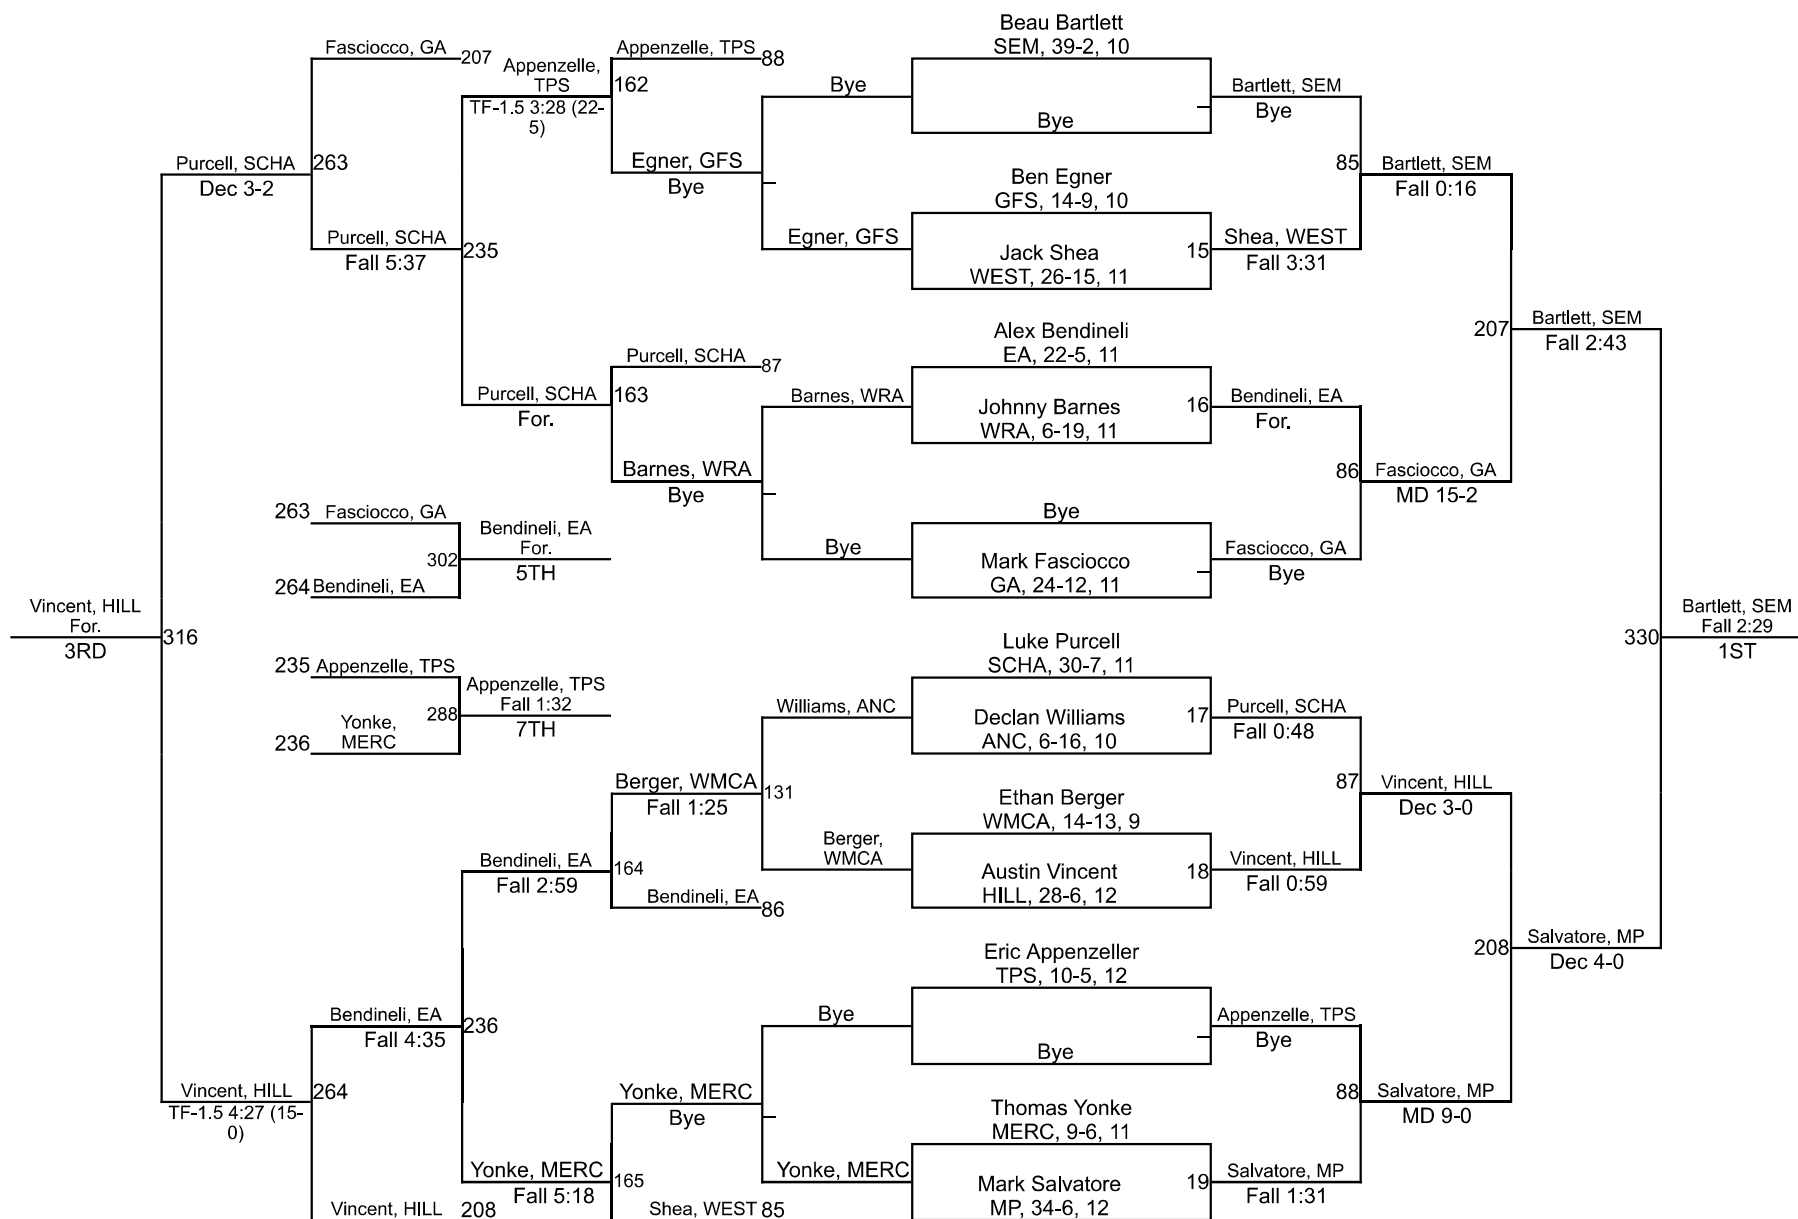 Beau Bartlett
SEM, 39-2, 10
Fasciocco, GA
207
Appenzelle,
TPS
TF-1.5 3:28 (22-
5)
Appenzelle, TPS
88
162
Bye
Bye
Bartlett, SEM
Bye
Purcell, SCHA
Dec 3-2
263
Egner, GFS
Bye
Ben Egner
GFS, 14-9, 10
85
Bartlett, SEM
Fall 0:16
Purcell, SCHA
Fall 5:37
235
Egner, GFS
Jack Shea
WEST, 26-15, 11
15
Shea, WEST
Fall 3:31
Alex Bendineli
EA, 22-5, 11
207
Bartlett, SEM
Fall 2:43
Purcell, SCHA
87
Purcell, SCHA
For.
163
Barnes, WRA
Johnny Barnes
WRA, 6-19, 11
16
Bendineli, EA
For.
Barnes, WRA
Bye
86
Fasciocco, GA
MD 15-2
263
Fasciocco, GA
Bendineli, EA
For.
5TH
302
264
Bendineli, EA
Bye
Bye
Mark Fasciocco
GA, 24-12, 11
Fasciocco, GA
Bye
Vincent, HILL
For.
3RD
316
Luke Purcell
SCHA, 30-7, 11
330
Bartlett, SEM
Fall 2:29
1ST
235
Appenzelle, TPS
Appenzelle, TPS
Fall 1:32
7TH
288
236
Yonke,
MERC
Williams, ANC
Declan Williams
ANC, 6-16, 10
17
Purcell, SCHA
Fall 0:48
Berger, WMCA
Fall 1:25
131
Ethan Berger
WMCA, 14-13, 9
87
Vincent, HILL
Dec 3-0
Bendineli, EA
Fall 2:59
164
Berger,
WMCA
Austin Vincent
HILL, 28-6, 12
18
Vincent, HILL
Fall 0:59
Bendineli, EA
86
Eric Appenzeller
TPS, 10-5, 12
208
Salvatore, MP
Dec 4-0
Bendineli, EA
Fall 4:35
236
Bye
Bye
Appenzelle, TPS
Bye
Vincent, HILL
TF-1.5 4:27 (15-
0)
264
Yonke, MERC
Bye
Thomas Yonke
MERC, 9-6, 11
88
Salvatore, MP
MD 9-0
Yonke, MERC
Fall 5:18
165
Yonke, MERC
Mark Salvatore
MP, 34-6, 12
19
Salvatore, MP
Fall 1:31
Vincent, HILL
208
Shea, WEST
85